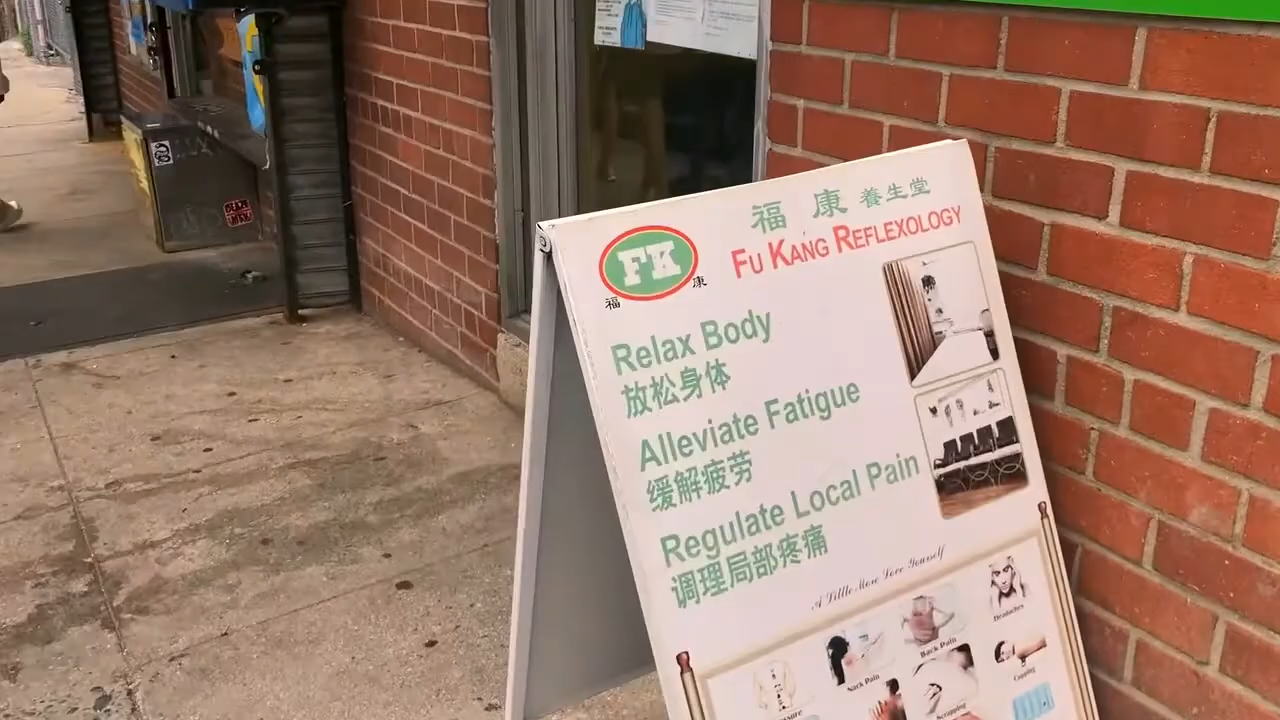 福 康 養生堂
FU KANG REFLEXOLOGY
FK
福 康
Relax Body
放松身体
Alleviate Fatigue
缓解疲劳
Regulate Local Pain
调理局部疼痛
A Little More Love Yourself
Headaches
Back Pain
Neck Pain
Cupping
Scrapping